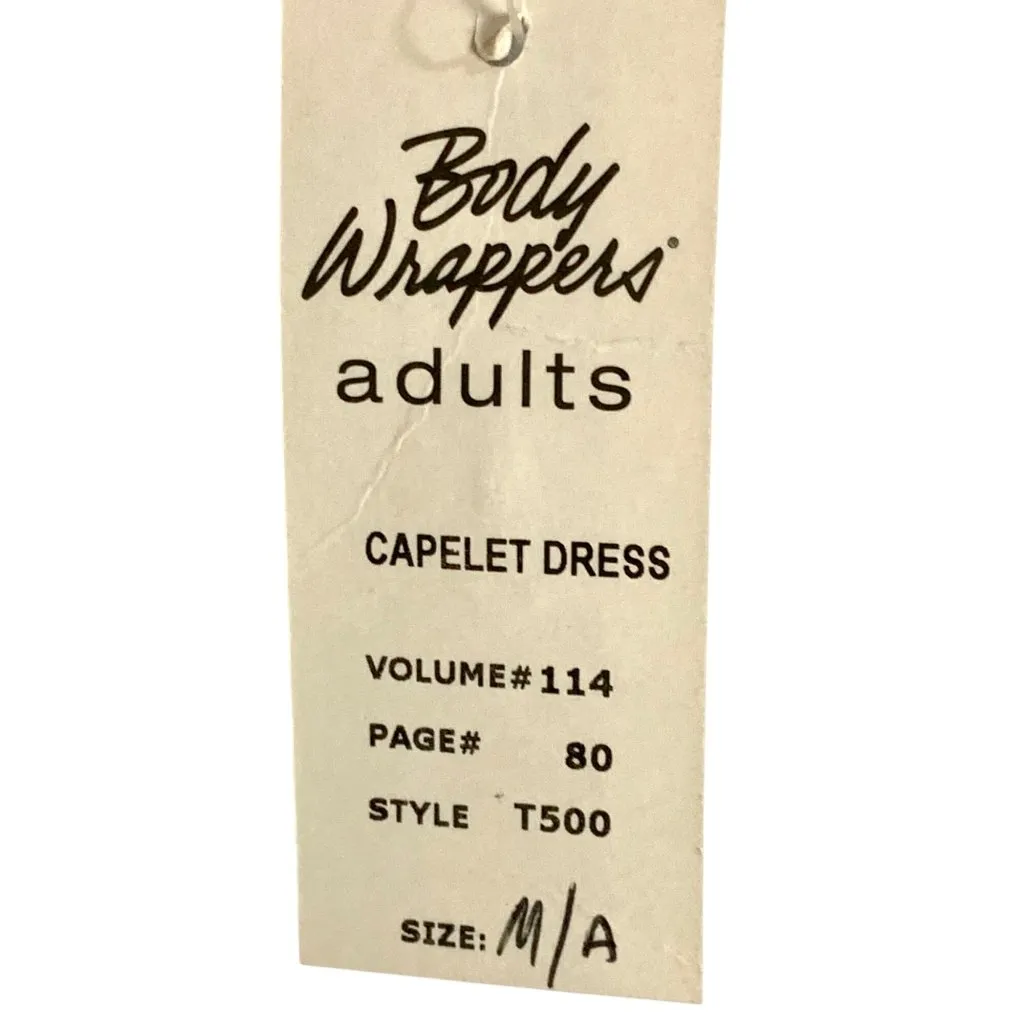 Body
Wrappers®
adults
CAPELET DRESS
VOLUME# 114
PAGE# 80
STYLE T500
SIZE: M/A